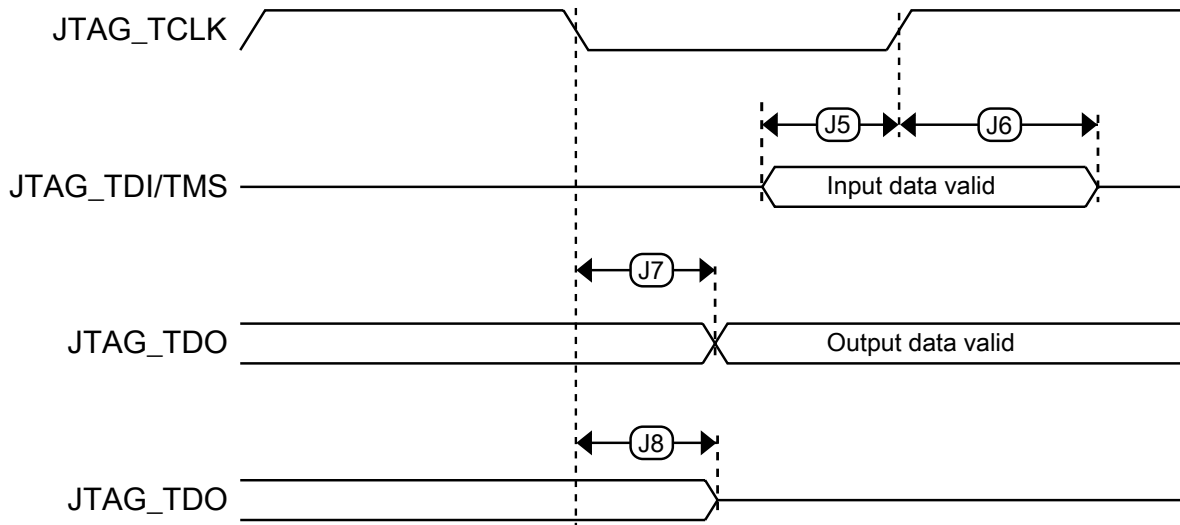 JTAG_TCLK
J5
J6
JTAG_TDI/TMS
Input data valid
J7
JTAG_TDO
Output data valid
J8
JTAG_TDO